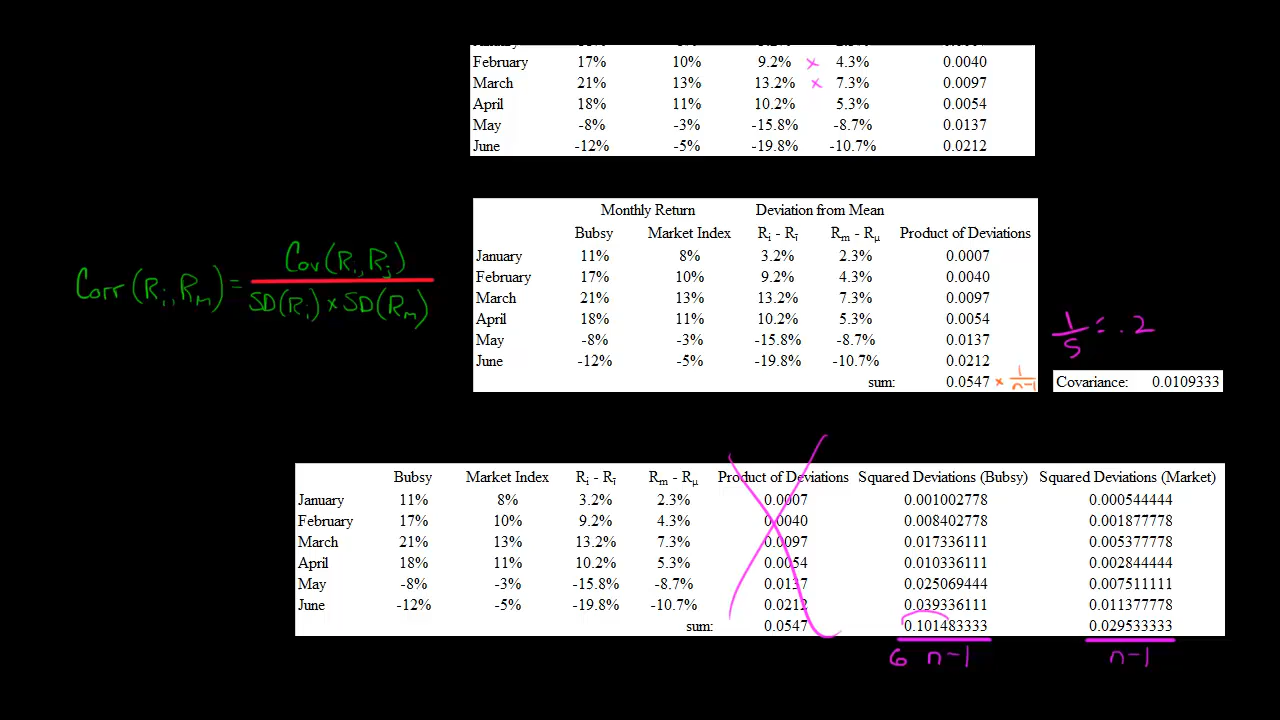 February 17% 10% 9.2% × 4.3% 0.0040
March 21% 13% 13.2% × 7.3% 0.0097
April 18% 11% 10.2% 5.3% 0.0054
May -8% -3% -15.8% -8.7% 0.0137
June -12% -5% -19.8% -10.7% 0.0212
Monthly Return Deviation from Mean
Bubsy Market Index Ri - Rī Rm - Rμ Product of Deviations
January 11% 8% 3.2% 2.3% 0.0007
February 17% 10% 9.2% 4.3% 0.0040
March 21% 13% 13.2% 7.3% 0.0097
April 18% 11% 10.2% 5.3% 0.0054
May -8% -3% -15.8% -8.7% 0.0137
June -12% -5% -19.8% -10.7% 0.0212
sum: 0.0547 × 1/n-1
Corr(Ri, Rm) = Cov(Ri, Rj) / SD(Ri) × SD(Rm)
1/5 = .2
Covariance: 0.0109333
Bubsy Market Index Ri - Rī Rm - Rμ Product of Deviations Squared Deviations (Bubsy) Squared Deviations (Market)
January 11% 8% 3.2% 2.3% 0.0007 0.001002778 0.000544444
February 17% 10% 9.2% 4.3% 0.0040 0.008402778 0.001877778
March 21% 13% 13.2% 7.3% 0.0097 0.017336111 0.005377778
April 18% 11% 10.2% 5.3% 0.0054 0.010336111 0.002844444
May -8% -3% -15.8% -8.7% 0.0137 0.025069444 0.007511111
June -12% -5% -19.8% -10.7% 0.0212 0.039336111 0.011377778
sum: 0.0547 0.101483333 0.029533333
6 n-1 n-1